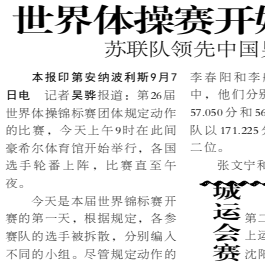 世界体操赛开
苏联队领先中国
本报印第安纳波利斯9月7
日电 记者吴骅报道：第26届
世界体操锦标赛团体规定动作
的比赛，今天上午9时在此间
豪希尔体育馆开始举行，各国
选手轮番上阵，比赛直至午
夜。
今天是本届世界锦标赛开
赛的第一天，根据规定，各参
赛队的选手被拆散，分别编入
不同的小组。尽管规定动作的
李春阳和李
中，他们分别
57.050分和56
队以171.225分
二位。
张文宁和
城运会赛
第二
上运
沈阳